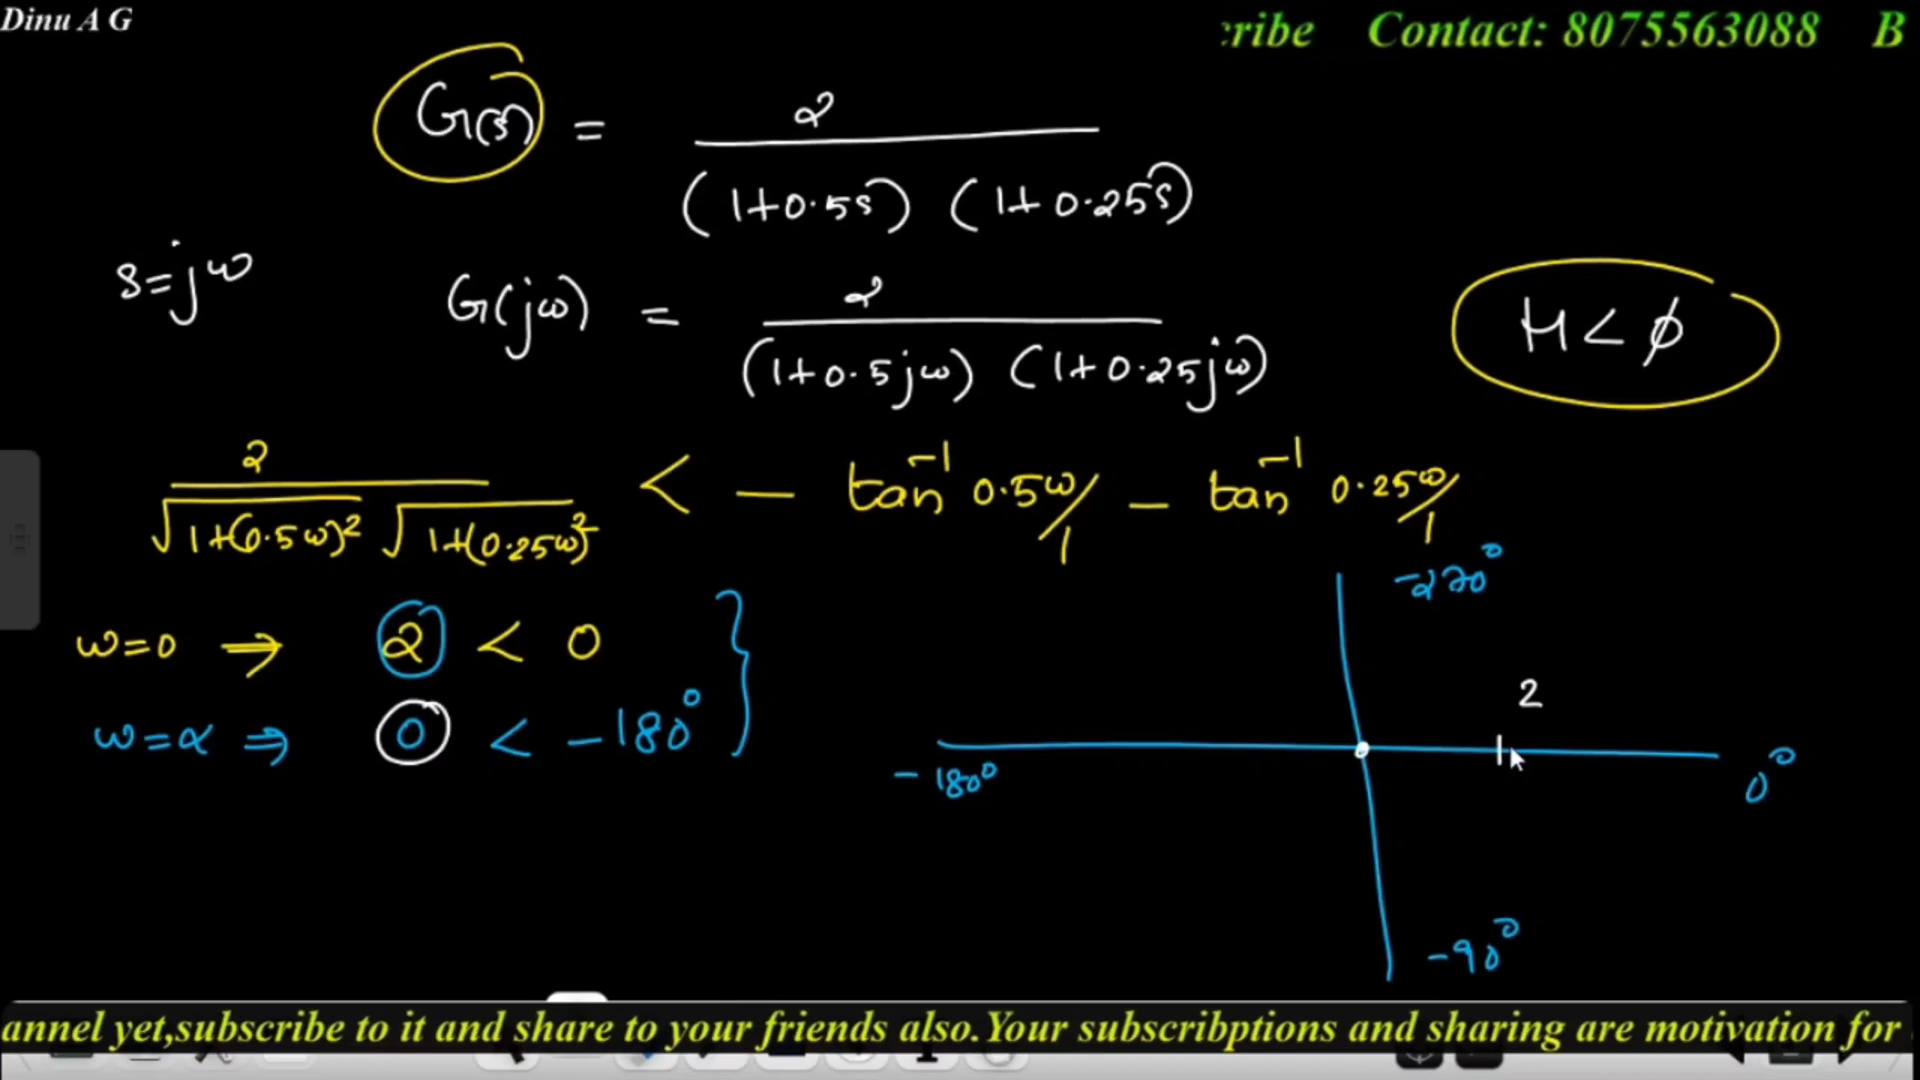 Dinu A G
:ribe Contact: 8075563088 B
G(s) = 2 / (1+0.5s) (1+0.25s)
s=jω
G(jω) = 2 / (1+0.5jω) (1+0.25jω)
M < ϕ
2 / √1+(0.5ω)² √1+(0.25ω)² < − tan⁻¹ 0.5ω/1 − tan⁻¹ 0.25ω/1
-270°
ω=0 ⇒ 2 < 0
2
ω=α ⇒ 0 < -180°
-180°
0°
-90°
annel yet,subscribe to it and share to your friends also.Your subscribptions and sharing are motivation for